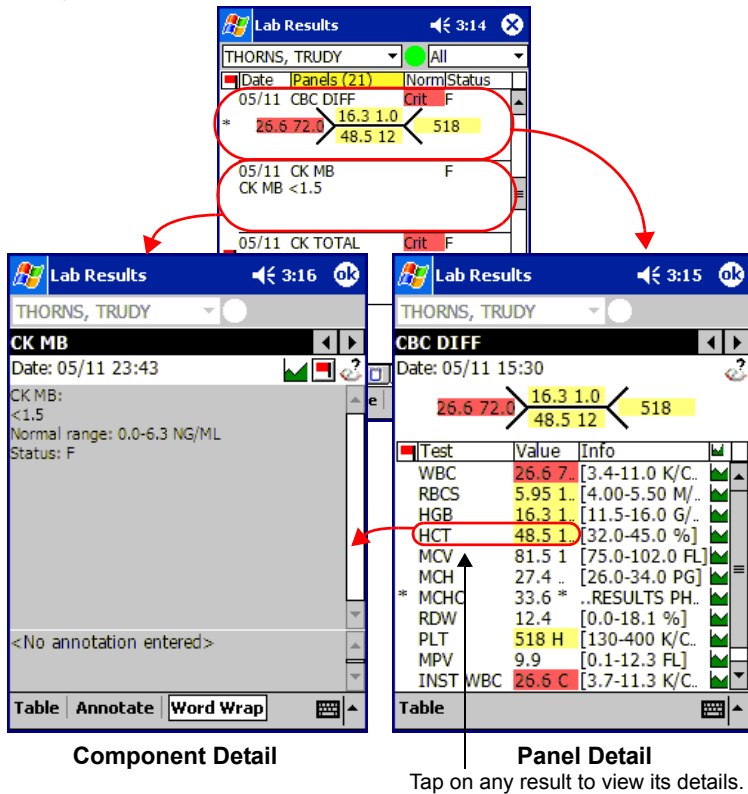 Lab Results 3:14
THORNS, TRUDY All
Date Panels (21) Norm Status
05/11 CBC DIFF Crit F
* 26.6 72.0 16.3 1.0 518
48.5 12
05/11 CK MB F
CK MB <1.5
05/11 CK TOTAL Crit F
Lab Results 3:16 ok
THORNS, TRUDY
CK MB
Date: 05/11 23:43
CK MB:
<1.5
Normal range: 0.0-6.3 NG/ML
Status: F
<No annotation entered>
Table Annotate Word Wrap
Component Detail
Lab Results 3:15 ok
THORNS, TRUDY
CBC DIFF
Date: 05/11 15:30
26.6 72.0 16.3 1.0 518
48.5 12
Test Value Info
WBC 26.6 7.. [3.4-11.0 K/C..
RBCS 5.95 1.. [4.00-5.50 M/..
HGB 16.3 1.. [11.5-16.0 G/..
HCT 48.5 1.. [32.0-45.0 %]
MCV 81.5 1 [75.0-102.0 FL]
MCH 27.4 .. [26.0-34.0 PG]
* MCHC 33.6 * ..RESULTS PH..
RDW 12.4 [0.0-18.1 %]
PLT 518 H [130-400 K/C..
MPV 9.9 [0.1-12.3 FL]
INST WBC 26.6 C [3.7-11.3 K/C..
Table
Panel Detail
Tap on any result to view its details.